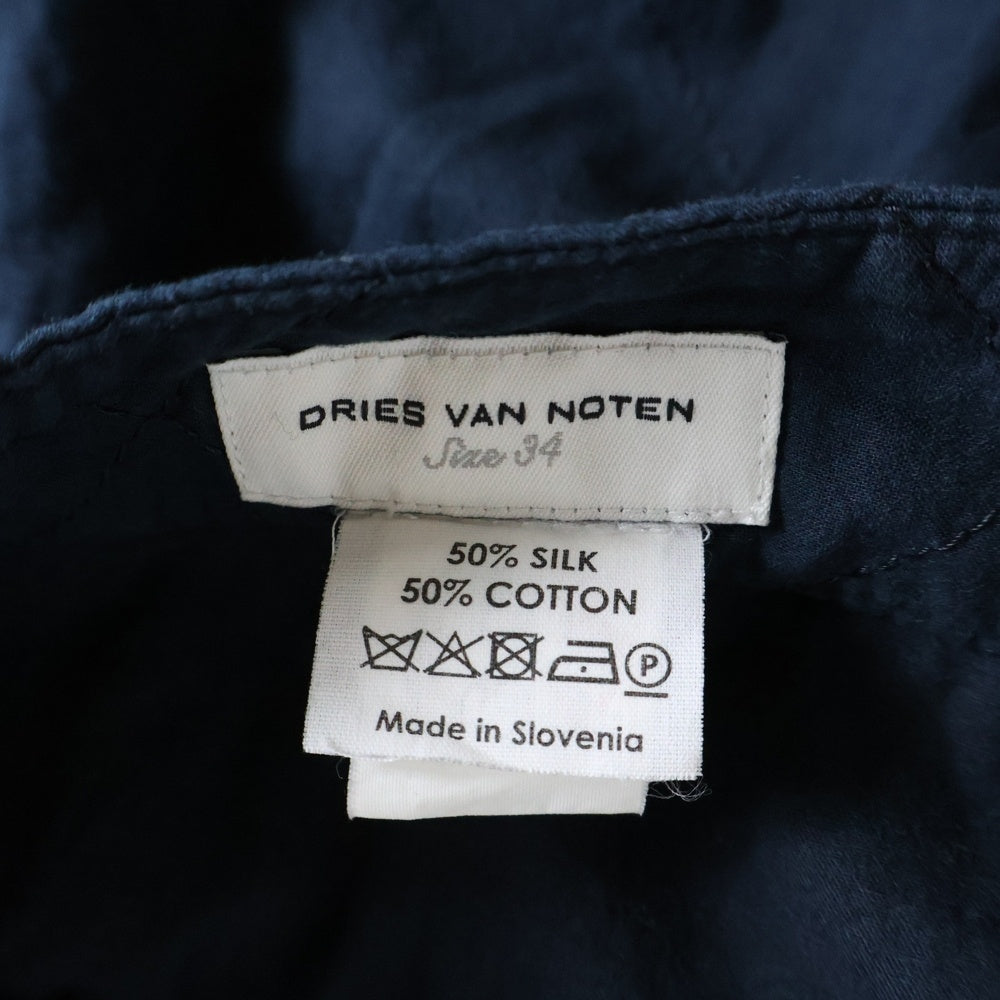 DRIES VAN NOTEN
Size 34
50% SILK
50% COTTON
P
Made in Slovenia